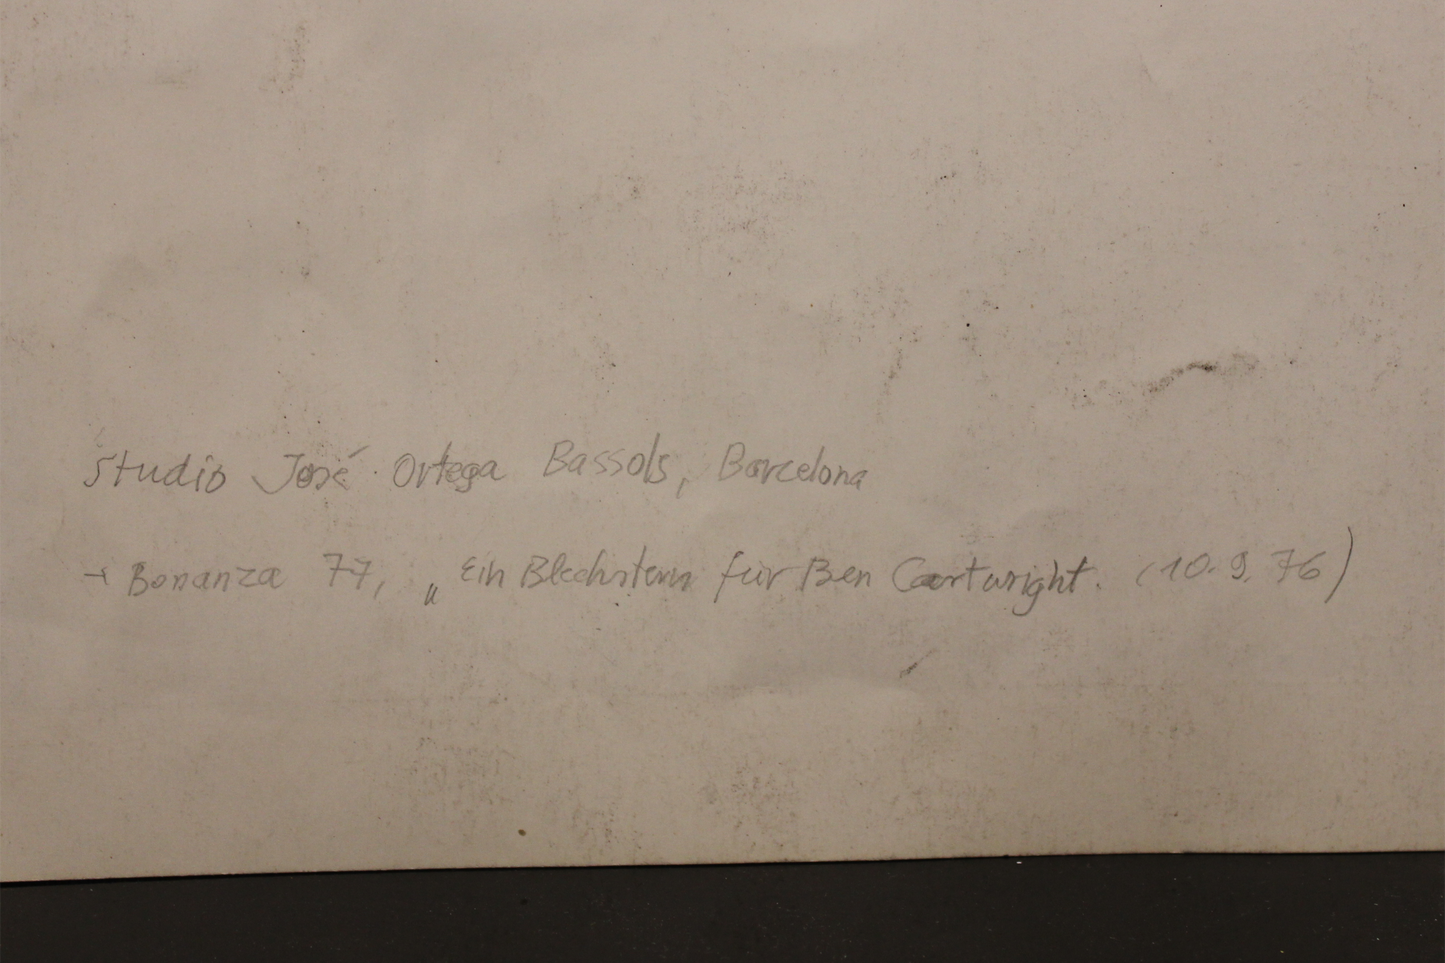 Studio José Ortega Bassols, Barcelona
→ Bonanza 77, „Ein Blechstern für Ben Cartwright. (10.9.76)